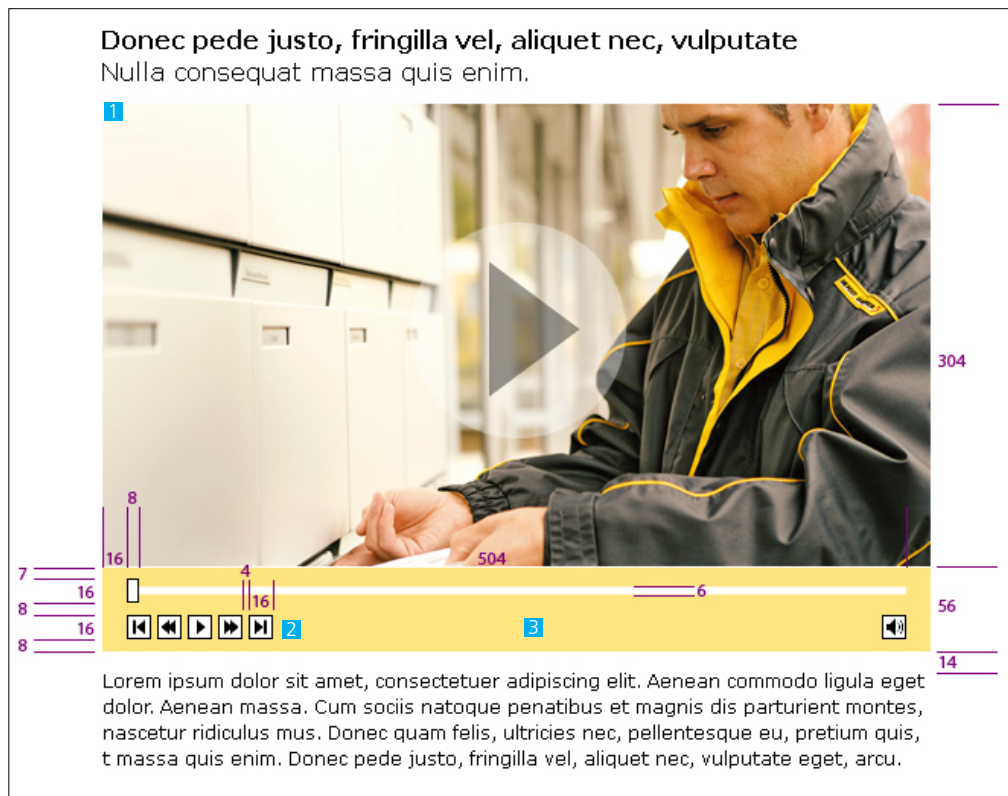 Donec pede justo, fringilla vel, aliquet nec, vulputate
Nulla consequat massa quis enim.
1
304
8
16
504
7
4
16
16
6
8
56
16
2
3
8
14
Lorem ipsum dolor sit amet, consectetuer adipiscing elit. Aenean commodo ligula eget
dolor. Aenean massa. Cum sociis natoque penatibus et magnis dis parturient montes,
nascetur ridiculus mus. Donec quam felis, ultricies nec, pellentesque eu, pretium quis,
t massa quis enim. Donec pede justo, fringilla vel, aliquet nec, vulputate eget, arcu.